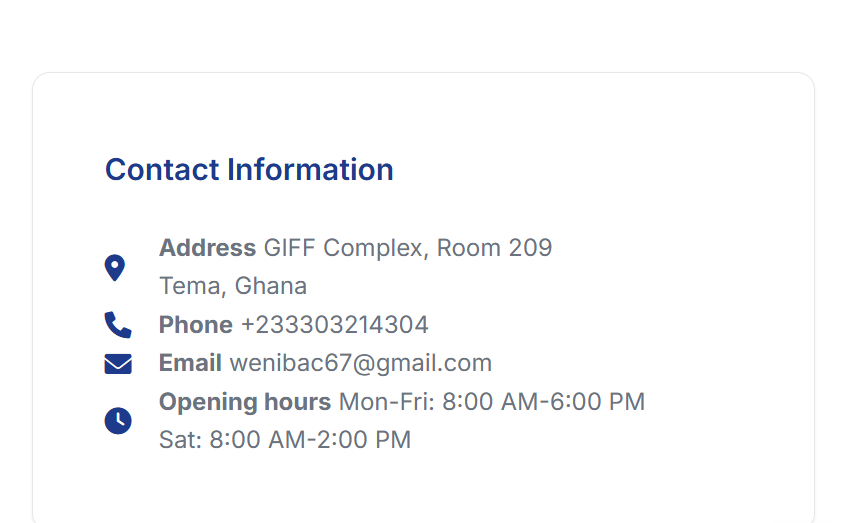 Contact Information
Address GIFF Complex, Room 209
Tema, Ghana
Phone +233303214304
Email wenibac67@gmail.com
Opening hours Mon-Fri: 8:00 AM-6:00 PM
Sat: 8:00 AM-2:00 PM